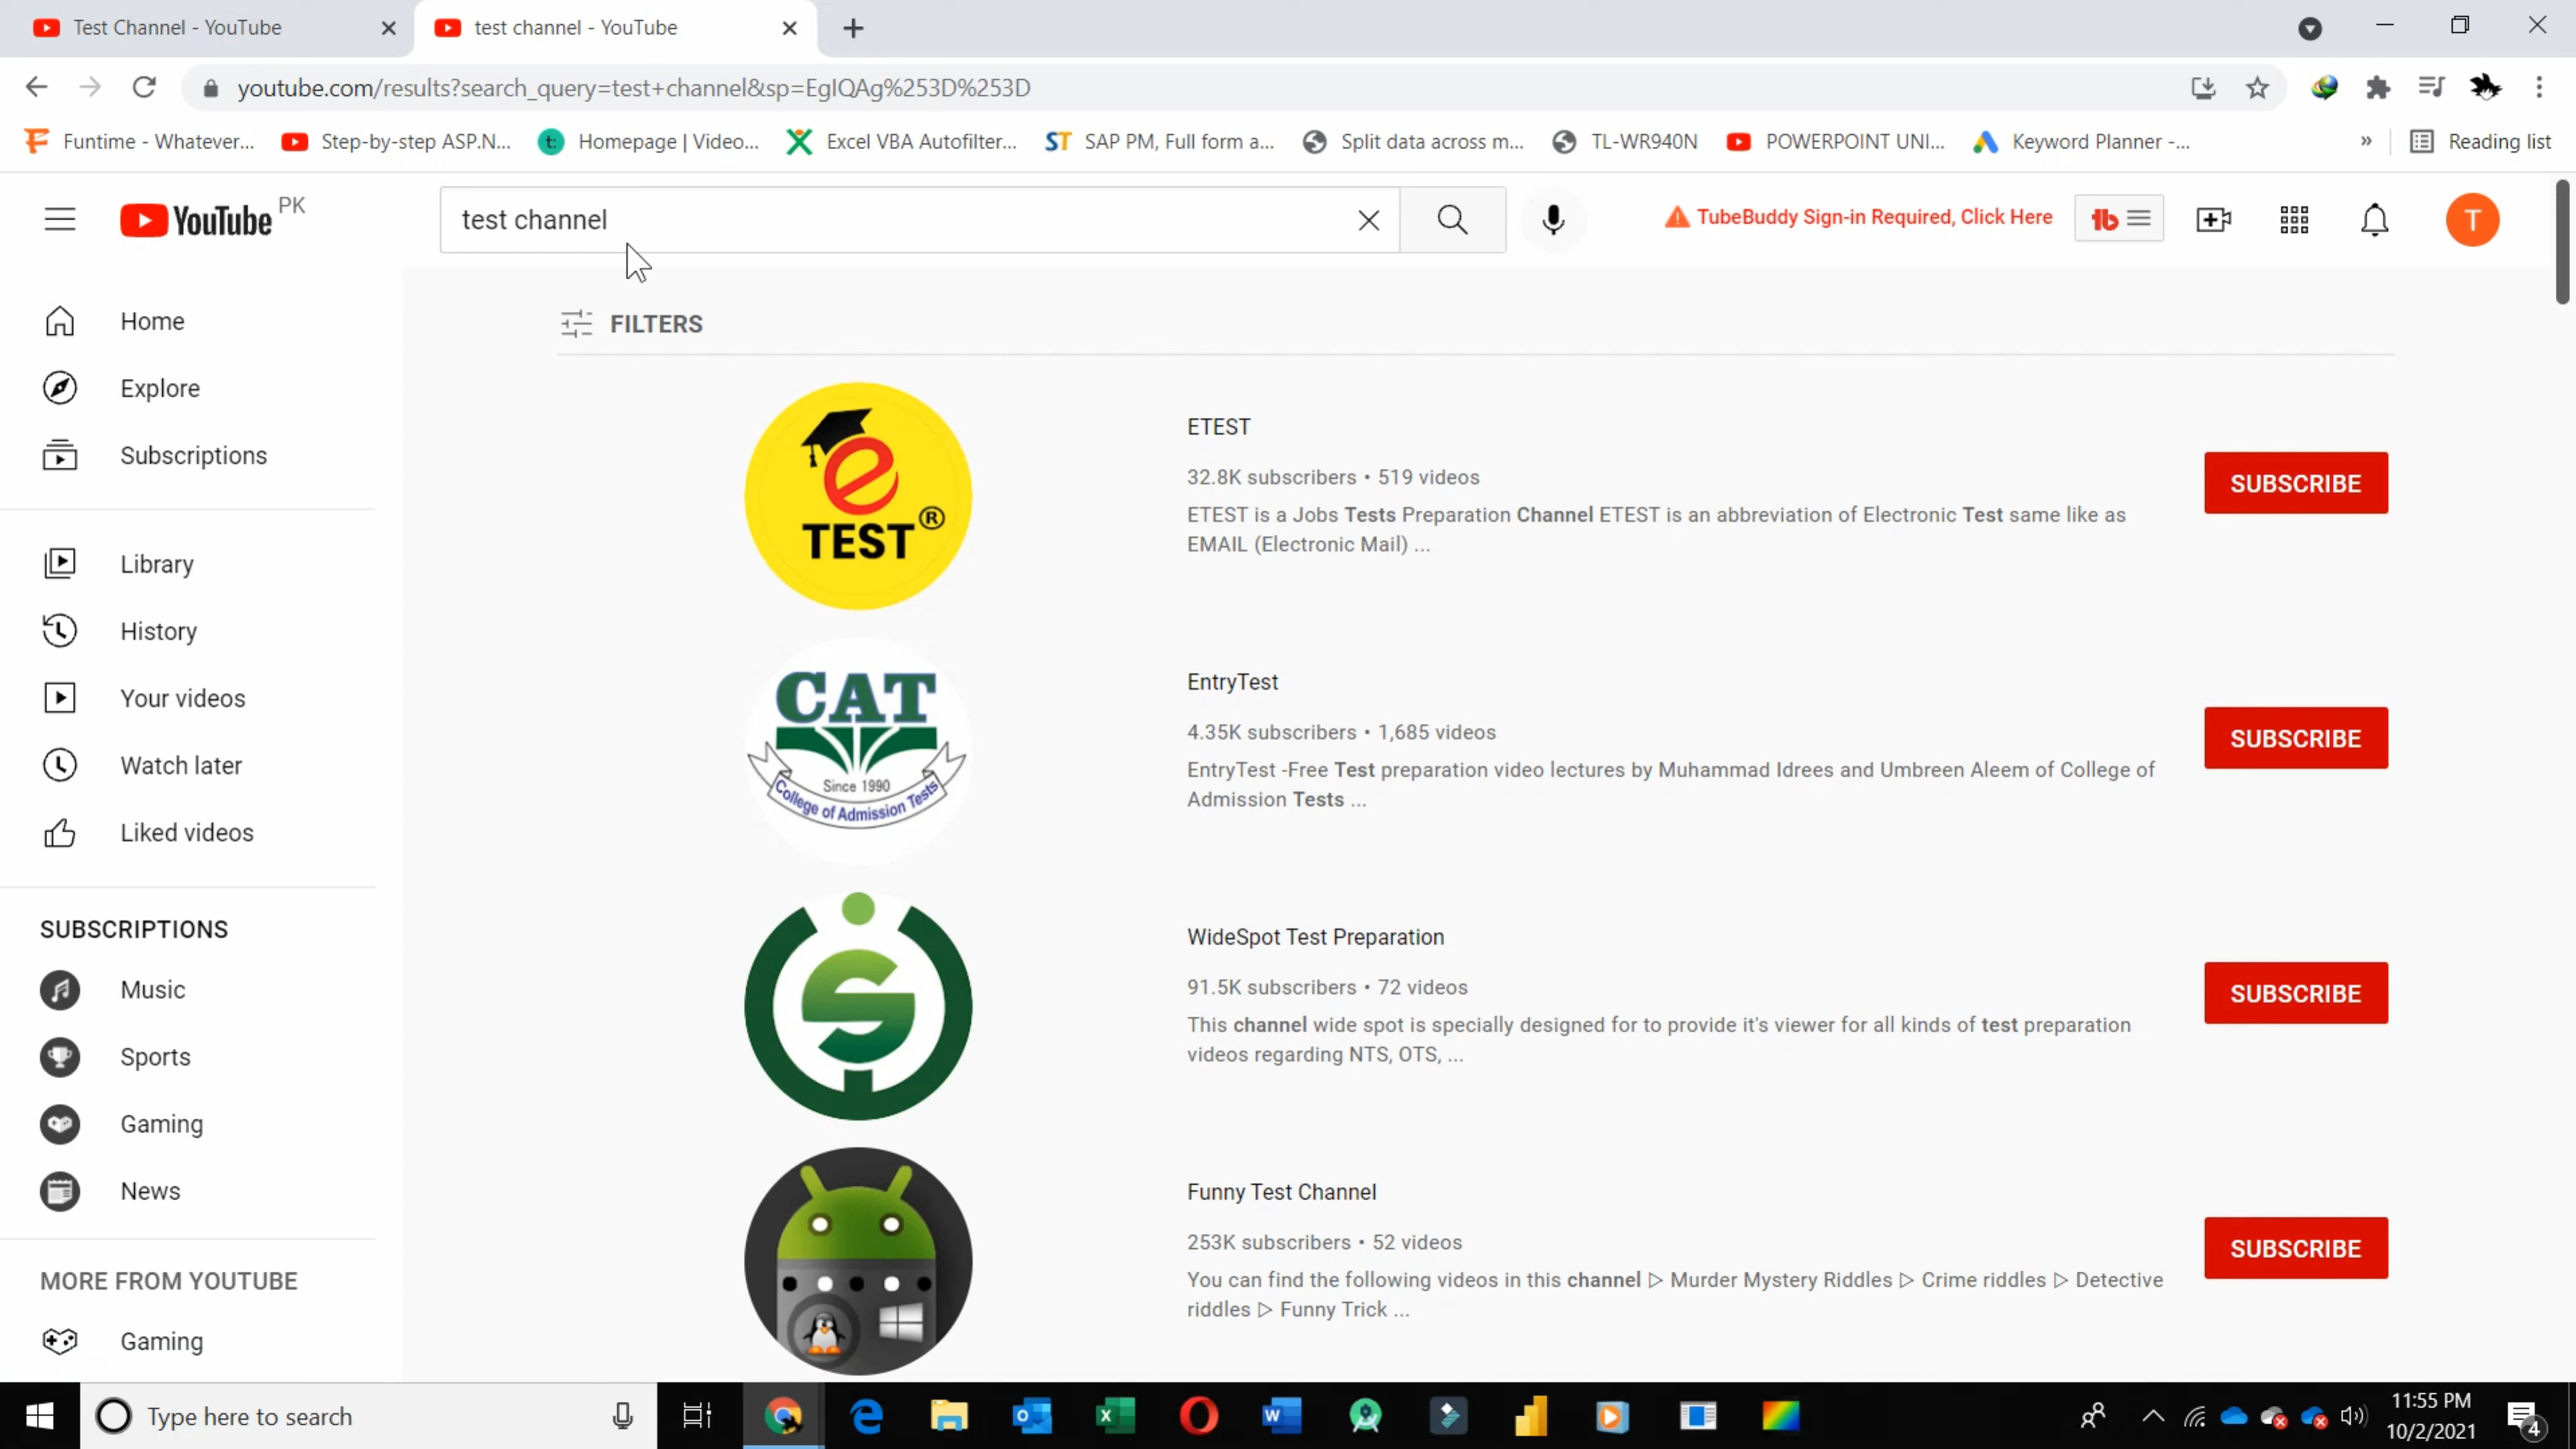 Test Channel - YouTube
test channel - YouTube
youtube.com/results?search_query=test+channel&sp=EgIQAg%253D%253D
Funtime - Whatever...
Step-by-step ASP.N...
t:
Homepage | Video...
Excel VBA Autofilter...
ST
SAP PM, Full form a...
Split data across m...
TL-WR940N
POWERPOINT UNI...
Keyword Planner -...
»
Reading list
YouTube PK
test channel
TubeBuddy Sign-in Required, Click Here
tb
T
Home
Explore
Subscriptions
Library
History
Your videos
Watch later
Liked videos
SUBSCRIPTIONS
Music
Sports
Gaming
News
MORE FROM YOUTUBE
Gaming
FILTERS
e
TEST®
ETEST
32.8K subscribers • 519 videos
ETEST is a Jobs Tests Preparation Channel ETEST is an abbreviation of Electronic Test same like as
EMAIL (Electronic Mail) ...
SUBSCRIBE
CAT
Since 1990
College of Admission Tests
EntryTest
4.35K subscribers • 1,685 videos
EntryTest -Free Test preparation video lectures by Muhammad Idrees and Umbreen Aleem of College of
Admission Tests ...
SUBSCRIBE
WideSpot Test Preparation
91.5K subscribers • 72 videos
This channel wide spot is specially designed for to provide it's viewer for all kinds of test preparation
videos regarding NTS, OTS, ...
SUBSCRIBE
Funny Test Channel
253K subscribers • 52 videos
You can find the following videos in this channel ▷ Murder Mystery Riddles ▷ Crime riddles ▷ Detective
riddles ▷ Funny Trick ...
SUBSCRIBE
Type here to search
11:55 PM
10/2/2021
4